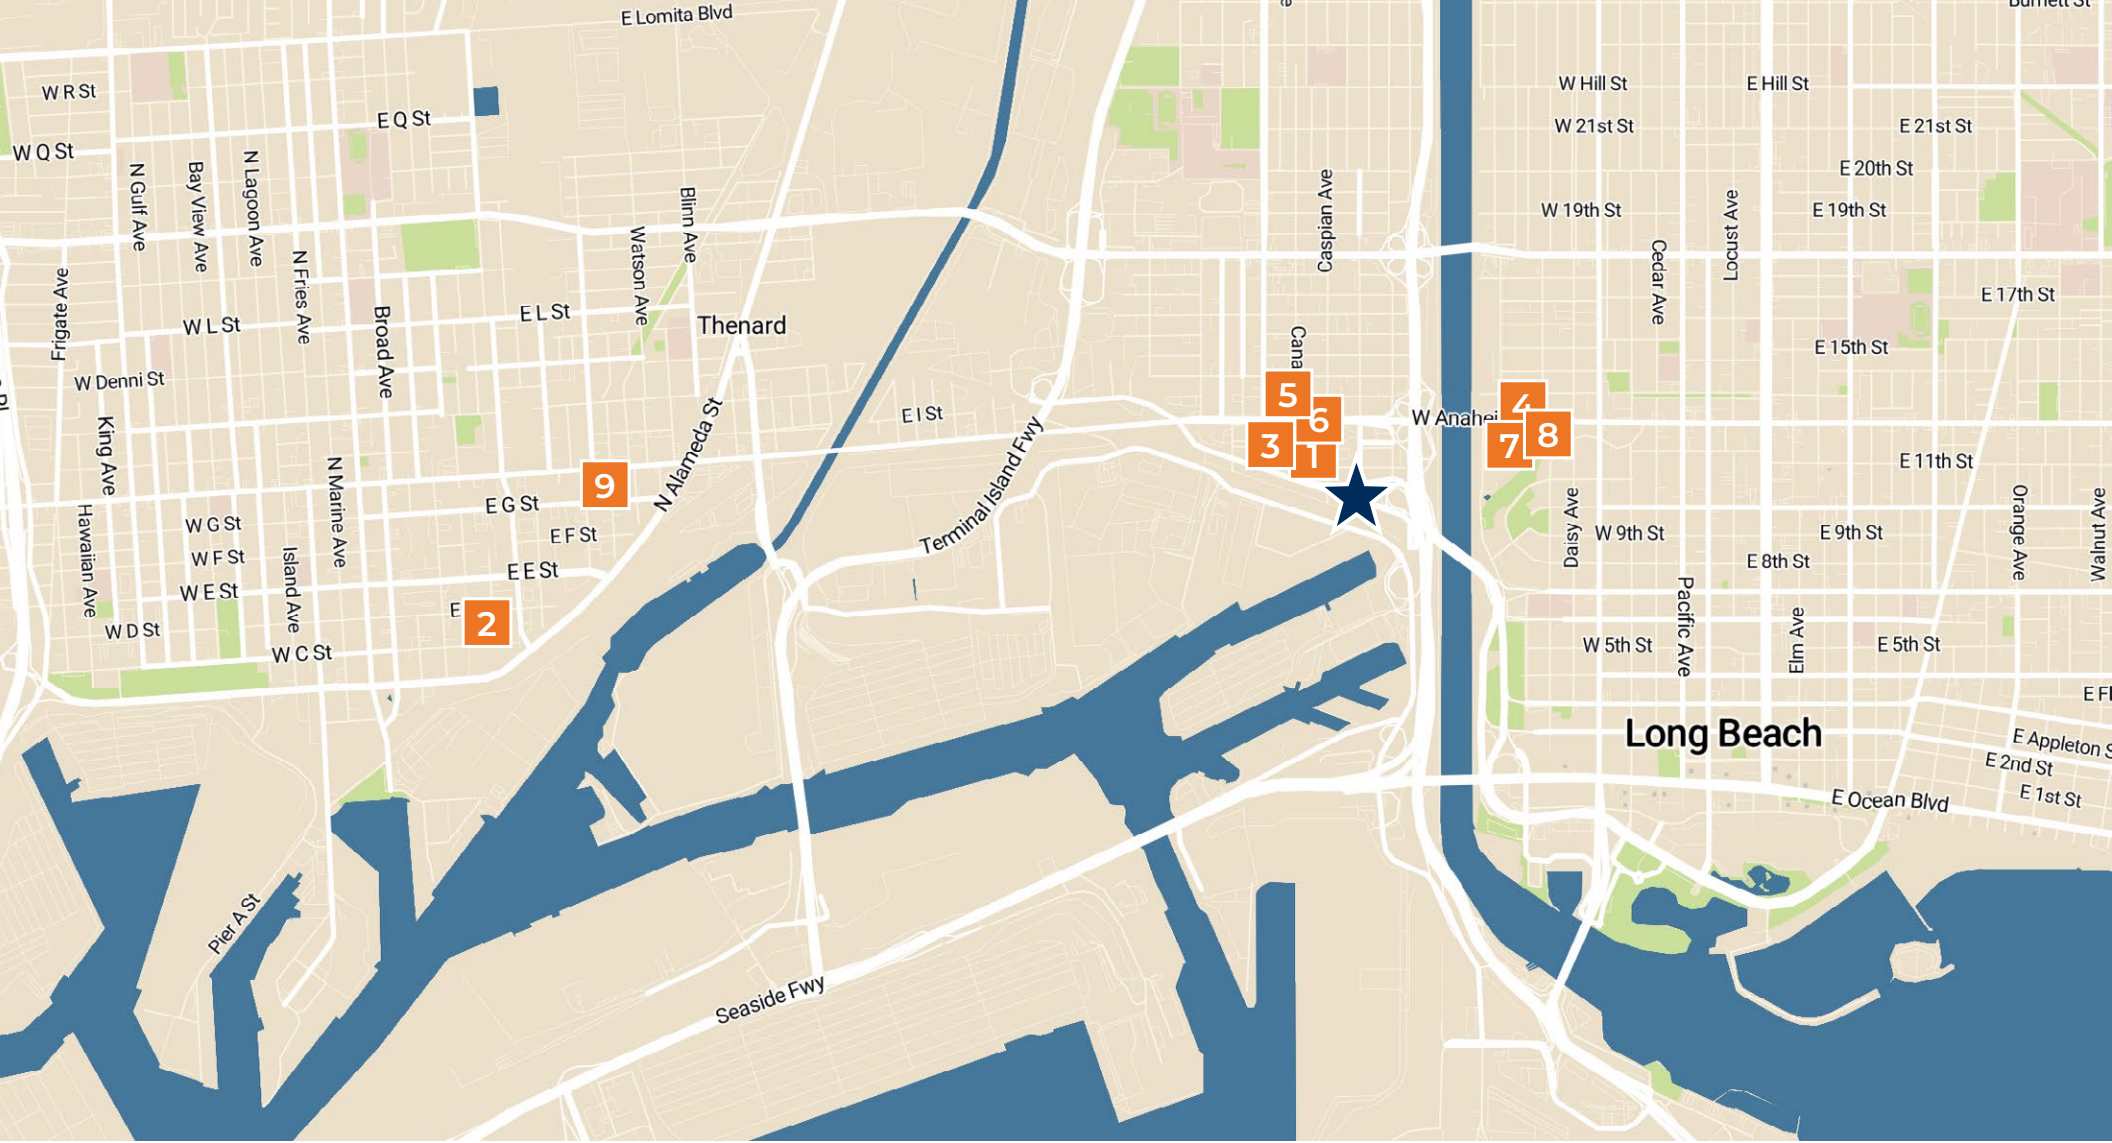 E Lomita Blvd
Burnett St
W R St
W Hill St
E Hill St
E Q St
W 21st St
E 21st St
W Q St
E 20th St
N Gulf Ave
Bay View Ave
N Lagoon Ave
Blinn Ave
Caspian Ave
W 19th St
Locust Ave
E 19th St
Watson Ave
N Fries Ave
Cedar Ave
Frigate Ave
E 17th St
E L St
W L St
Thenard
Broad Ave
Cana
E 15th St
W Denni St
5
4
E I St
6
W Anahei
King Ave
N Alameda St
Terminal Island Fwy
3
1
7
8
E 11th St
9
N Marine Ave
E G St
W G St
Hawaiian Ave
Daisy Ave
W 9th St
E 9th St
Orange Ave
Walnut Ave
E F St
W F St
Island Ave
E 8th St
E E St
W E St
Pacific Ave
E
2
Elm Ave
W D St
W C St
W 5th St
E 5th St
E Fl
Long Beach
E Appleton S
E 2nd St
E 1st St
E Ocean Blvd
Pier A St
Seaside Fwy